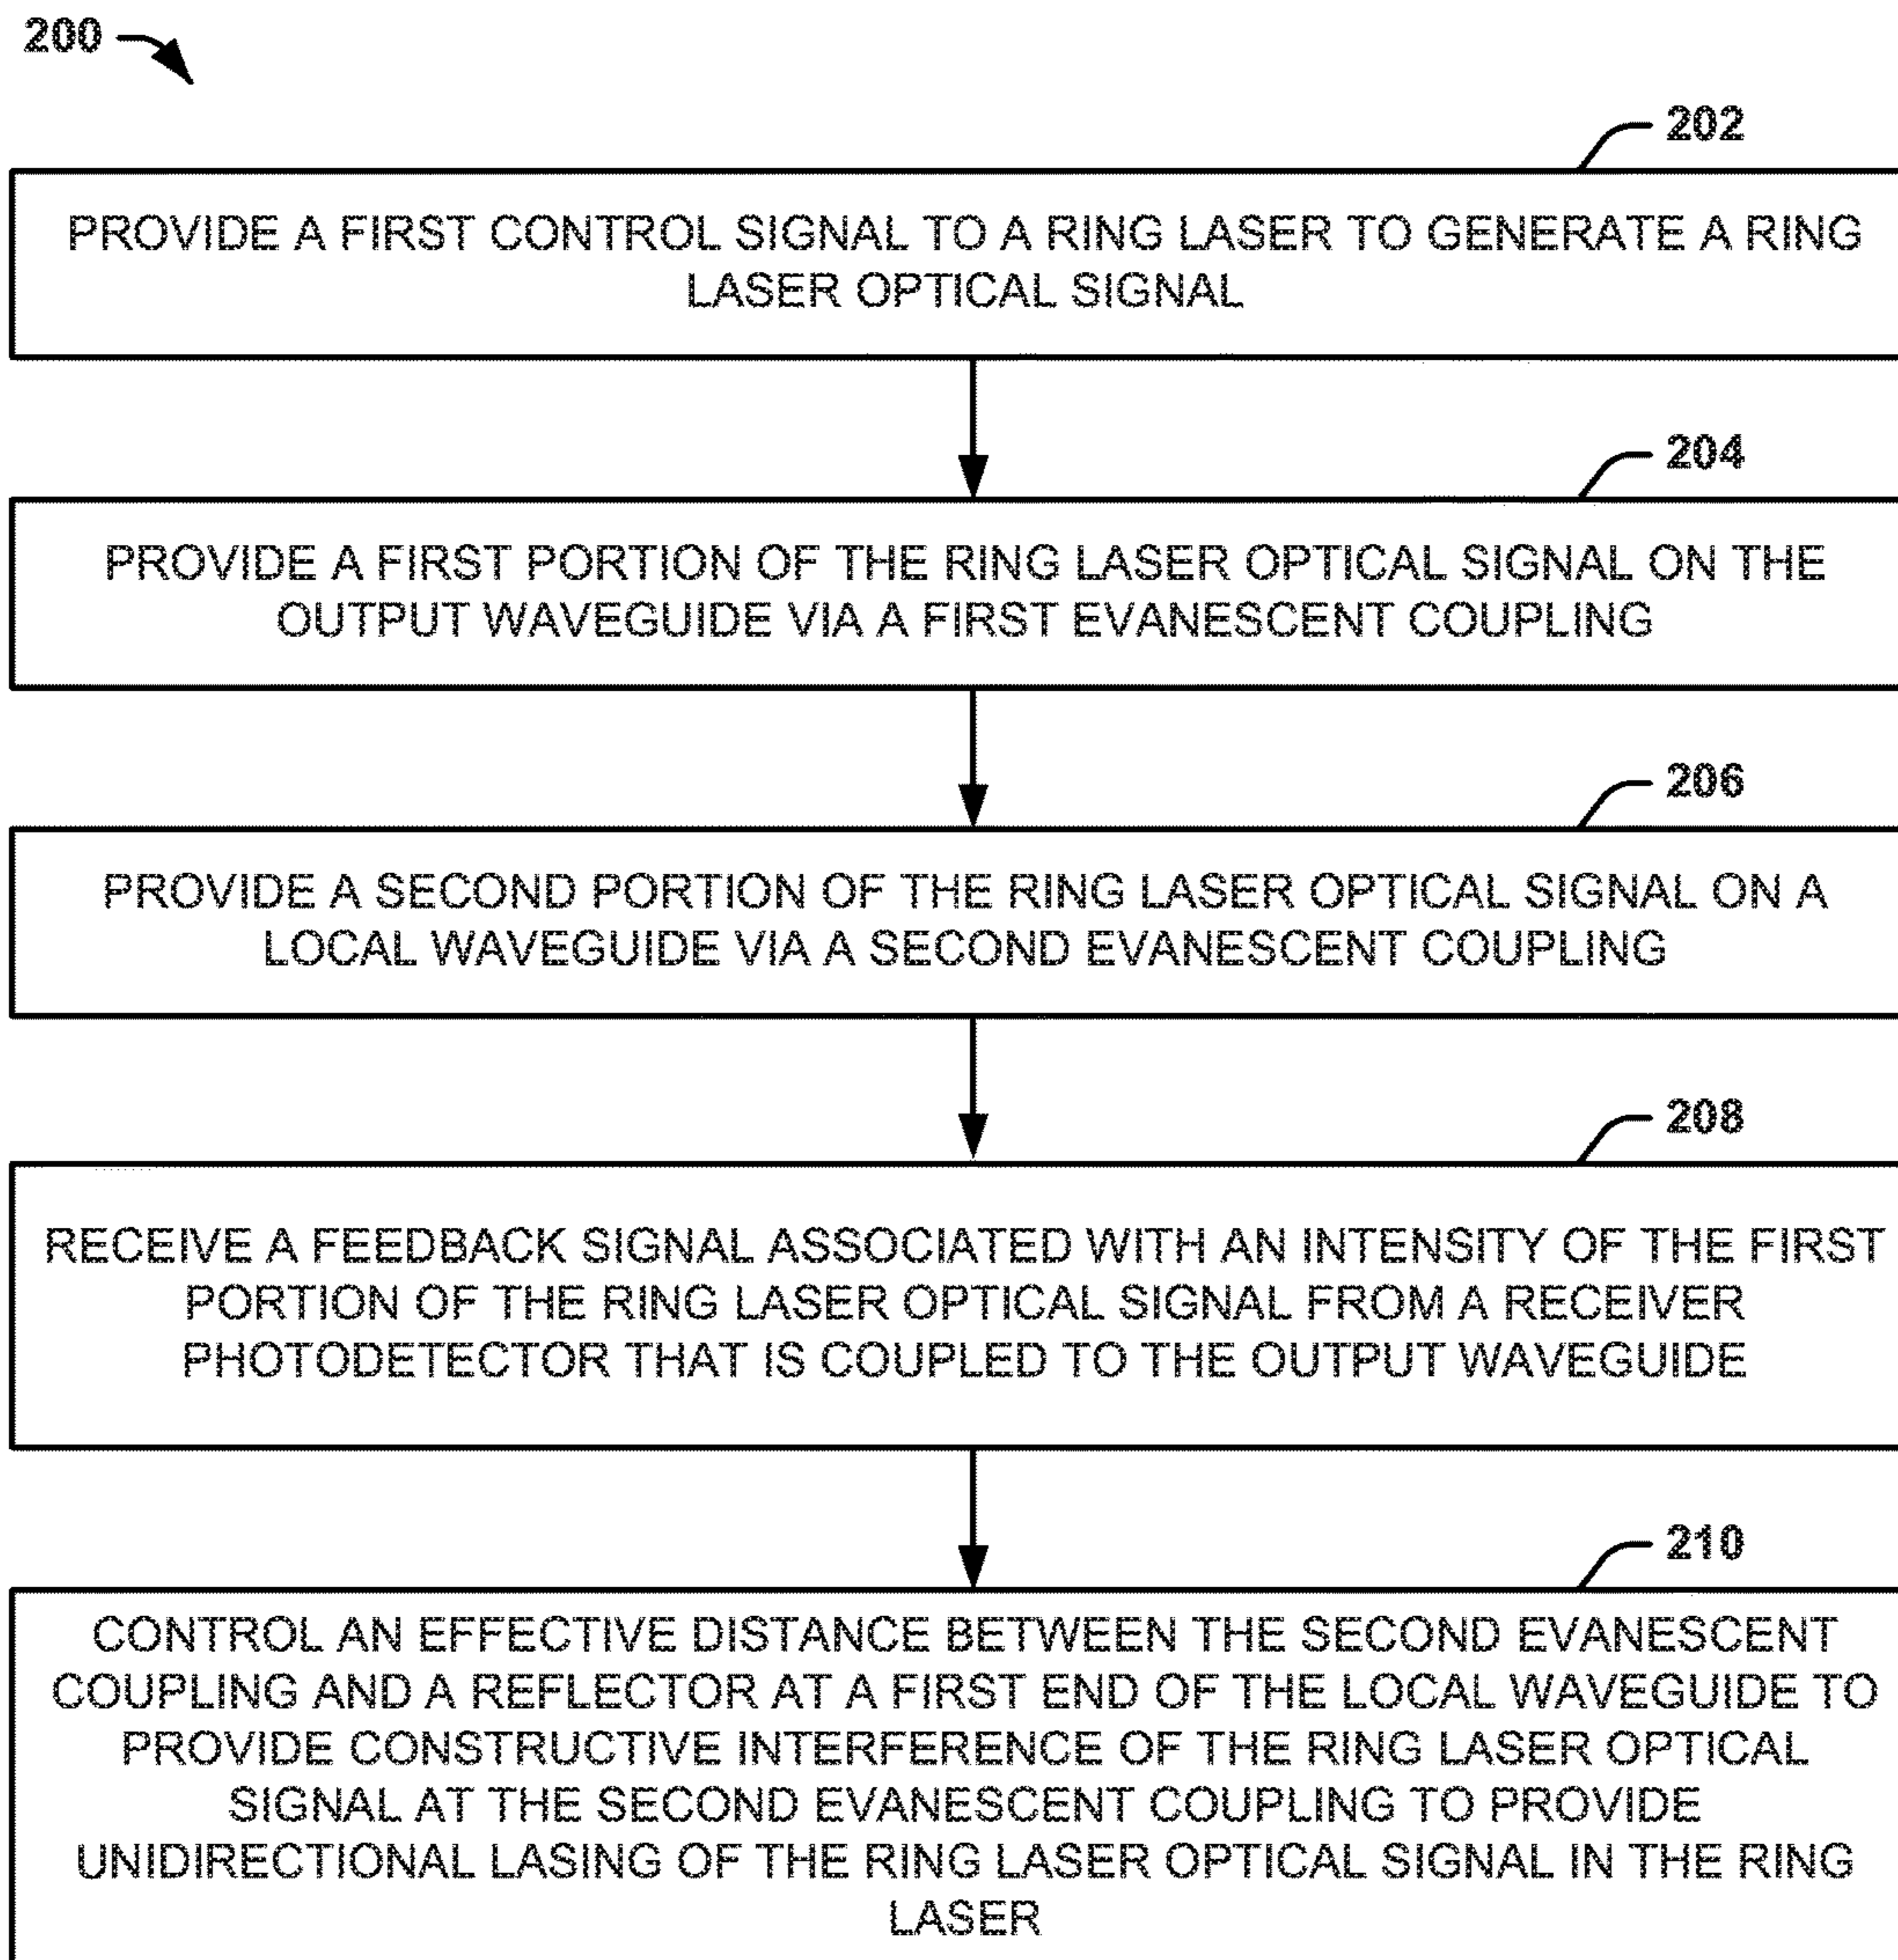 200
202
PROVIDE A FIRST CONTROL SIGNAL TO A RING LASER TO GENERATE A RING
LASER OPTICAL SIGNAL
204
PROVIDE A FIRST PORTION OF THE RING LASER OPTICAL SIGNAL ON THE
OUTPUT WAVEGUIDE VIA A FIRST EVANESCENT COUPLING
206
PROVIDE A SECOND PORTION OF THE RING LASER OPTICAL SIGNAL ON A
LOCAL WAVEGUIDE VIA A SECOND EVANESCENT COUPLING
208
RECEIVE A FEEDBACK SIGNAL ASSOCIATED WITH AN INTENSITY OF THE FIRST
PORTION OF THE RING LASER OPTICAL SIGNAL FROM A RECEIVER
PHOTODETECTOR THAT IS COUPLED TO THE OUTPUT WAVEGUIDE
210
CONTROL AN EFFECTIVE DISTANCE BETWEEN THE SECOND EVANESCENT
COUPLING AND A REFLECTOR AT A FIRST END OF THE LOCAL WAVEGUIDE TO
PROVIDE CONSTRUCTIVE INTERFERENCE OF THE RING LASER OPTICAL
SIGNAL AT THE SECOND EVANESCENT COUPLING TO PROVIDE
UNIDIRECTIONAL LASING OF THE RING LASER OPTICAL SIGNAL IN THE RING
LASER